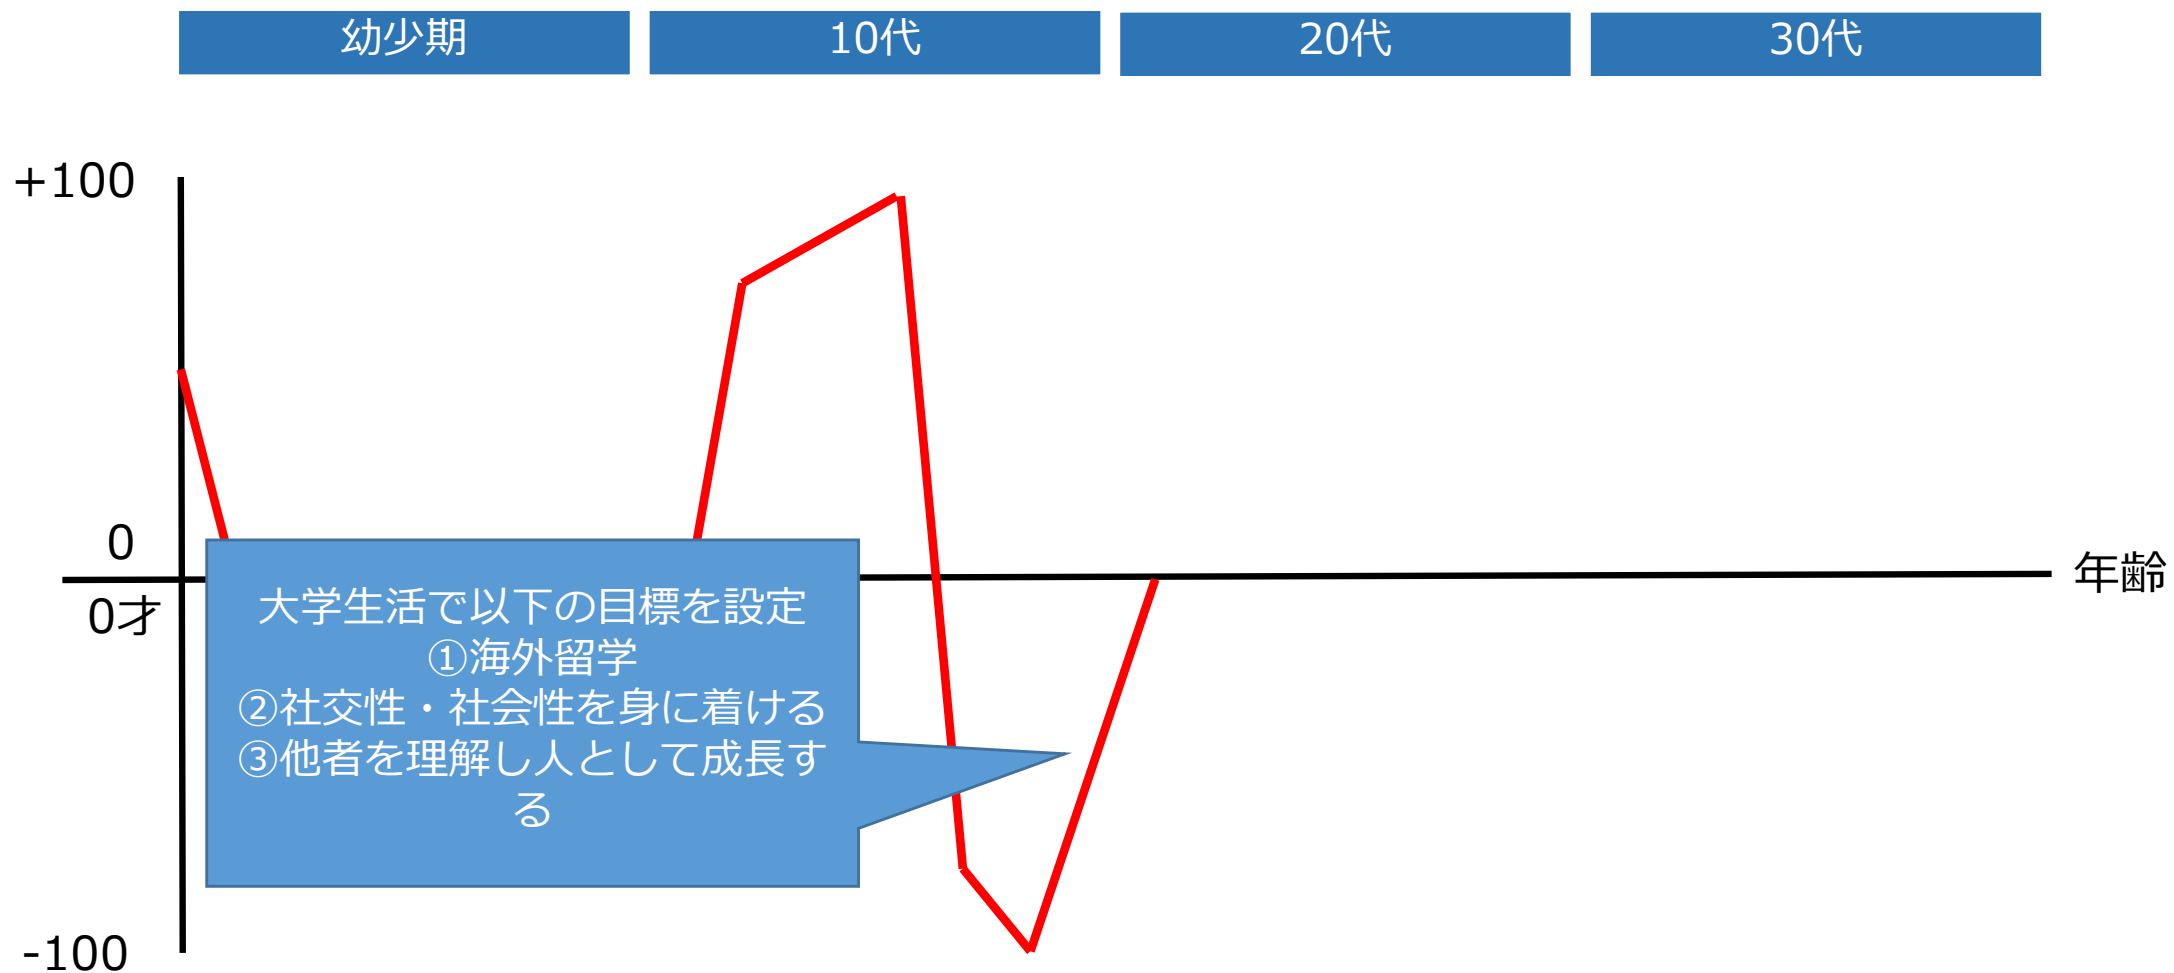 幼少期
10代
20代
30代
+100
0
0才
年齢
大学生活で以下の目標を設定
①海外留学
②社交性・社会性を身に着ける
③他者を理解し人として成長す
る
-100